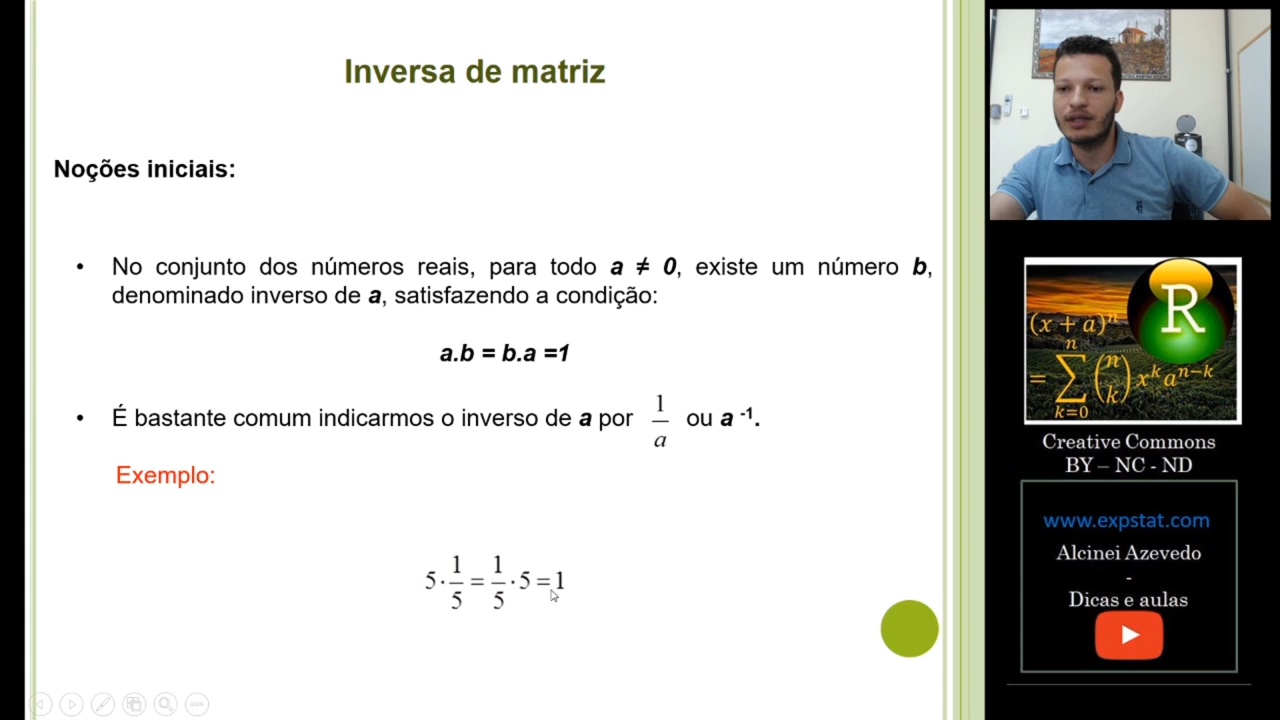 Inversa de matriz
Noções iniciais:
• No conjunto dos números reais, para todo a ≠ 0, existe um número b,
denominado inverso de a, satisfazendo a condição:
a.b = b.a =1
• É bastante comum indicarmos o inverso de a por 1/a ou a -1.
Exemplo:
5 · 1/5 = 1/5 · 5 = 1
R
(x + a)^n
= ∑_{k=0}^{n} (n k) x^k a^{n−k}
Creative Commons
BY – NC - ND
www.expstat.com
Alcinei Azevedo
-
Dicas e aulas